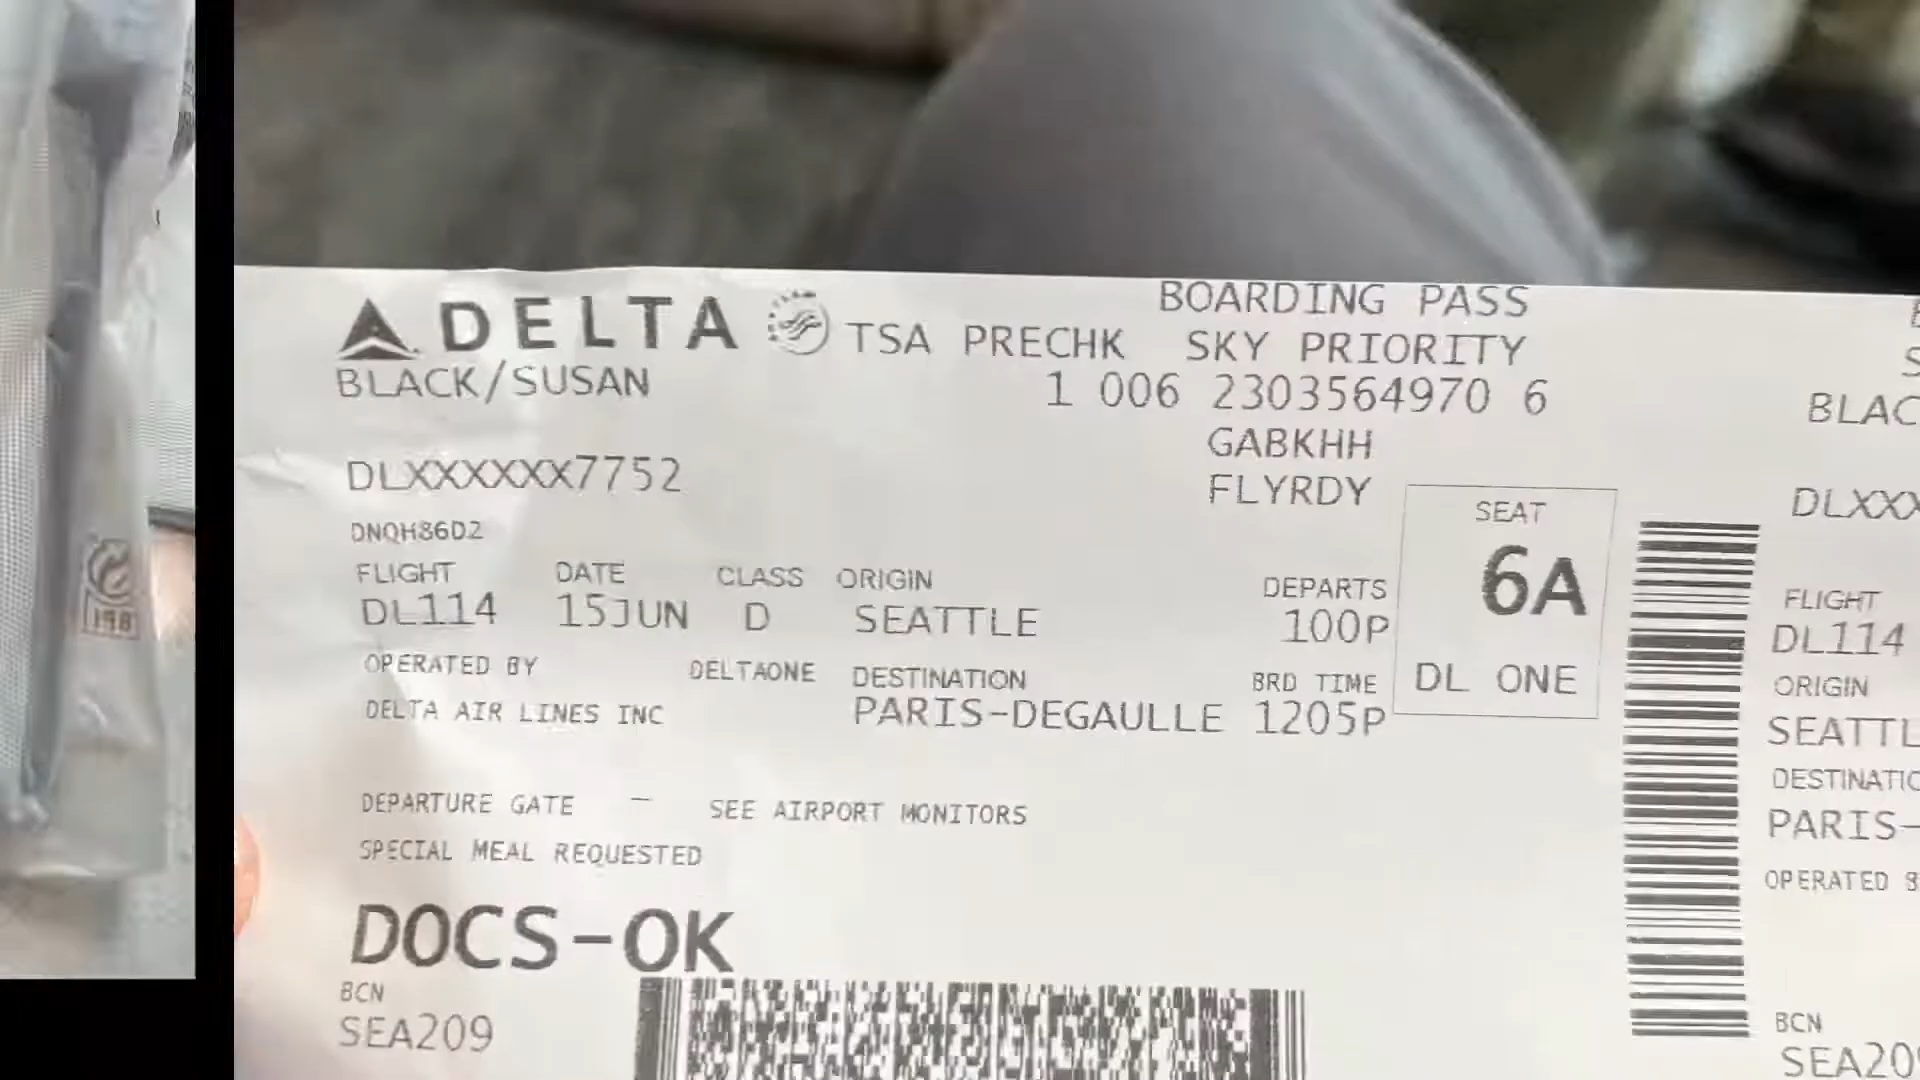 DELTA TSA PRECHK
BOARDING PASS
SKY PRIORITY
BLACK/SUSAN
1 006 2303564970 6
GABKHH
DLXXXXXX7752
FLYRDY
DNQH86D2
SEAT
6A
DL ONE
FLIGHT DATE CLASS ORIGIN DEPARTS
DL114 15JUN D SEATTLE 100P
OPERATED BY DELTAONE DESTINATION BRD TIME
DELTA AIR LINES INC PARIS-DEGAULLE 1205P
DEPARTURE GATE - SEE AIRPORT MONITORS
SPECIAL MEAL REQUESTED
DOCS-OK
BCN
SEA209
BLAC
DLXXX
FLIGHT
DL114
ORIGIN
SEATTL
DESTINATIO
PARIS-
OPERATED B
BCN
SEA20
198